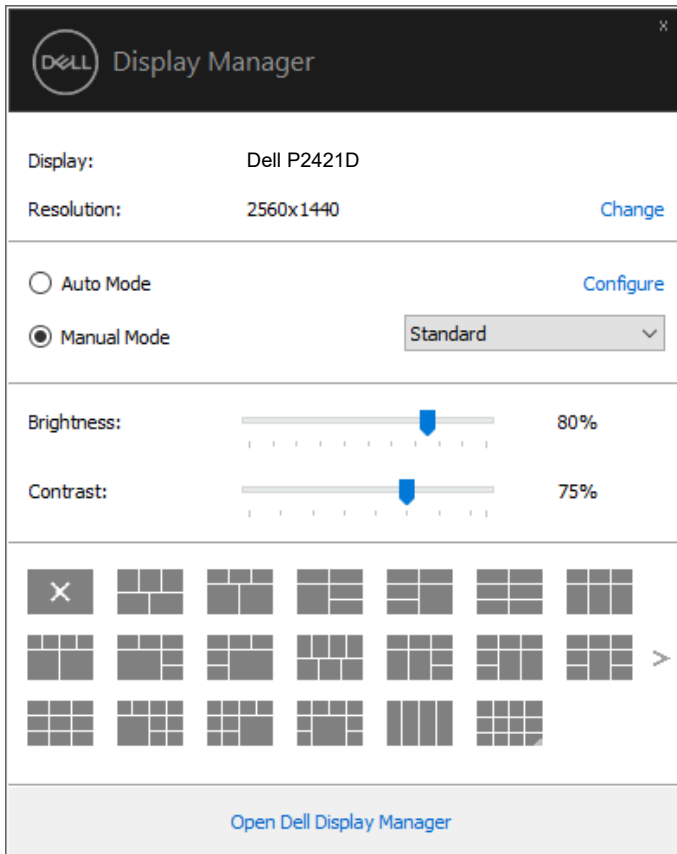 x
DELL Display Manager
Display: Dell P2421D
Resolution: 2560x1440 Change
Auto Mode Configure
Manual Mode Standard
Brightness: 80%
Contrast: 75%
Open Dell Display Manager